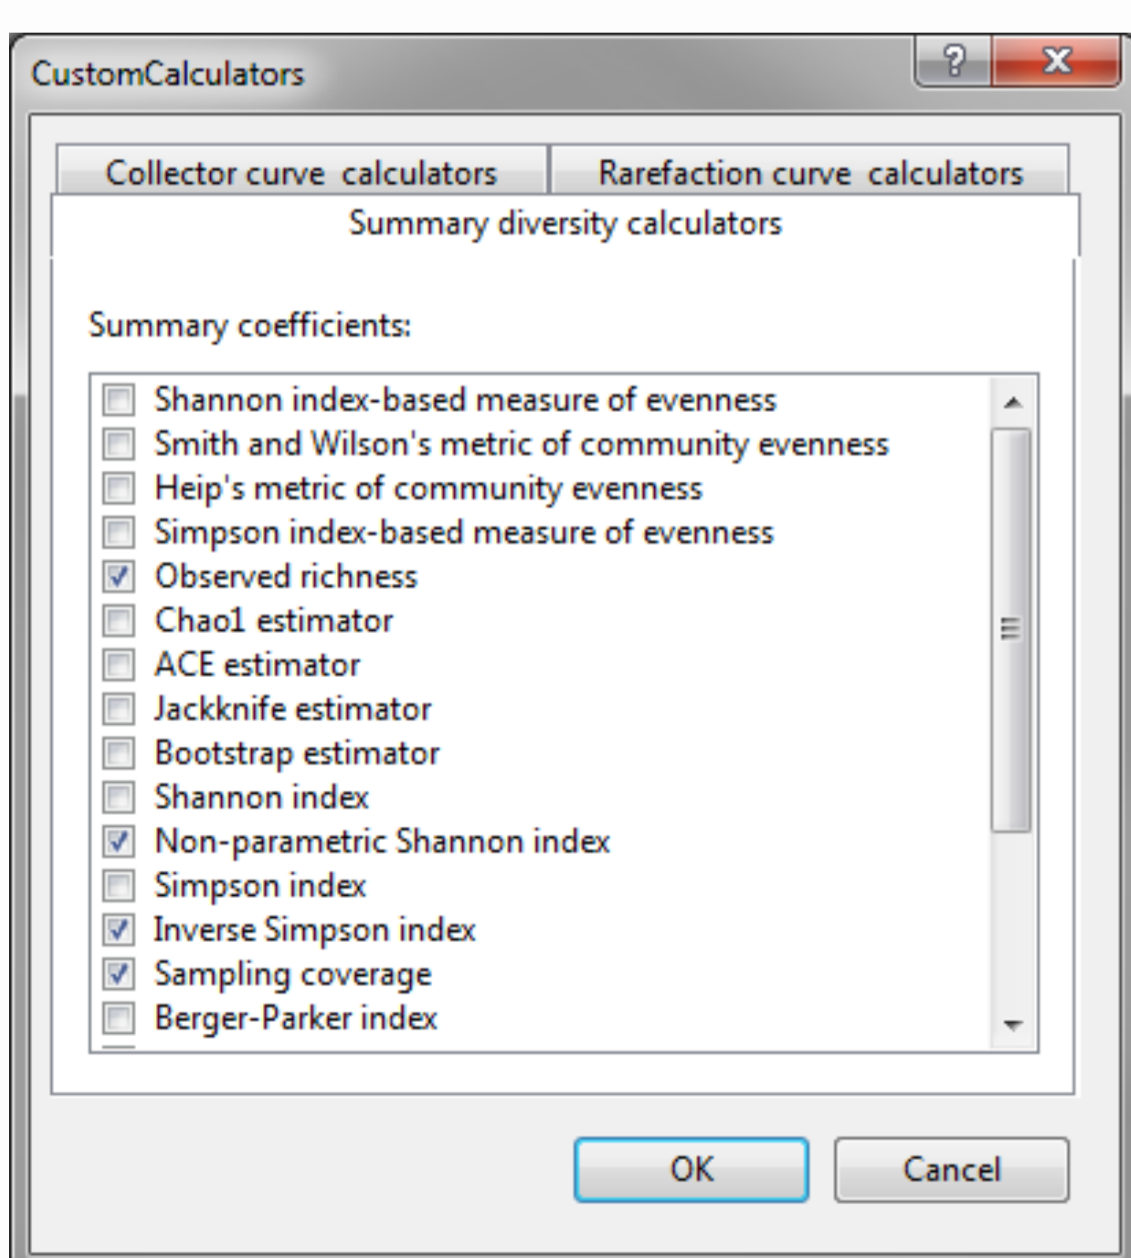 CustomCalculators
?
Collector curve calculators
Rarefaction curve calculators
Summary diversity calculators
Summary coefficients:
Shannon index-based measure of evenness
Smith and Wilson's metric of community evenness
Heip's metric of community evenness
Simpson index-based measure of evenness
Observed richness
Chao1 estimator
ACE estimator
Jackknife estimator
Bootstrap estimator
Shannon index
Non-parametric Shannon index
Simpson index
Inverse Simpson index
Sampling coverage
Berger-Parker index
OK
Cancel